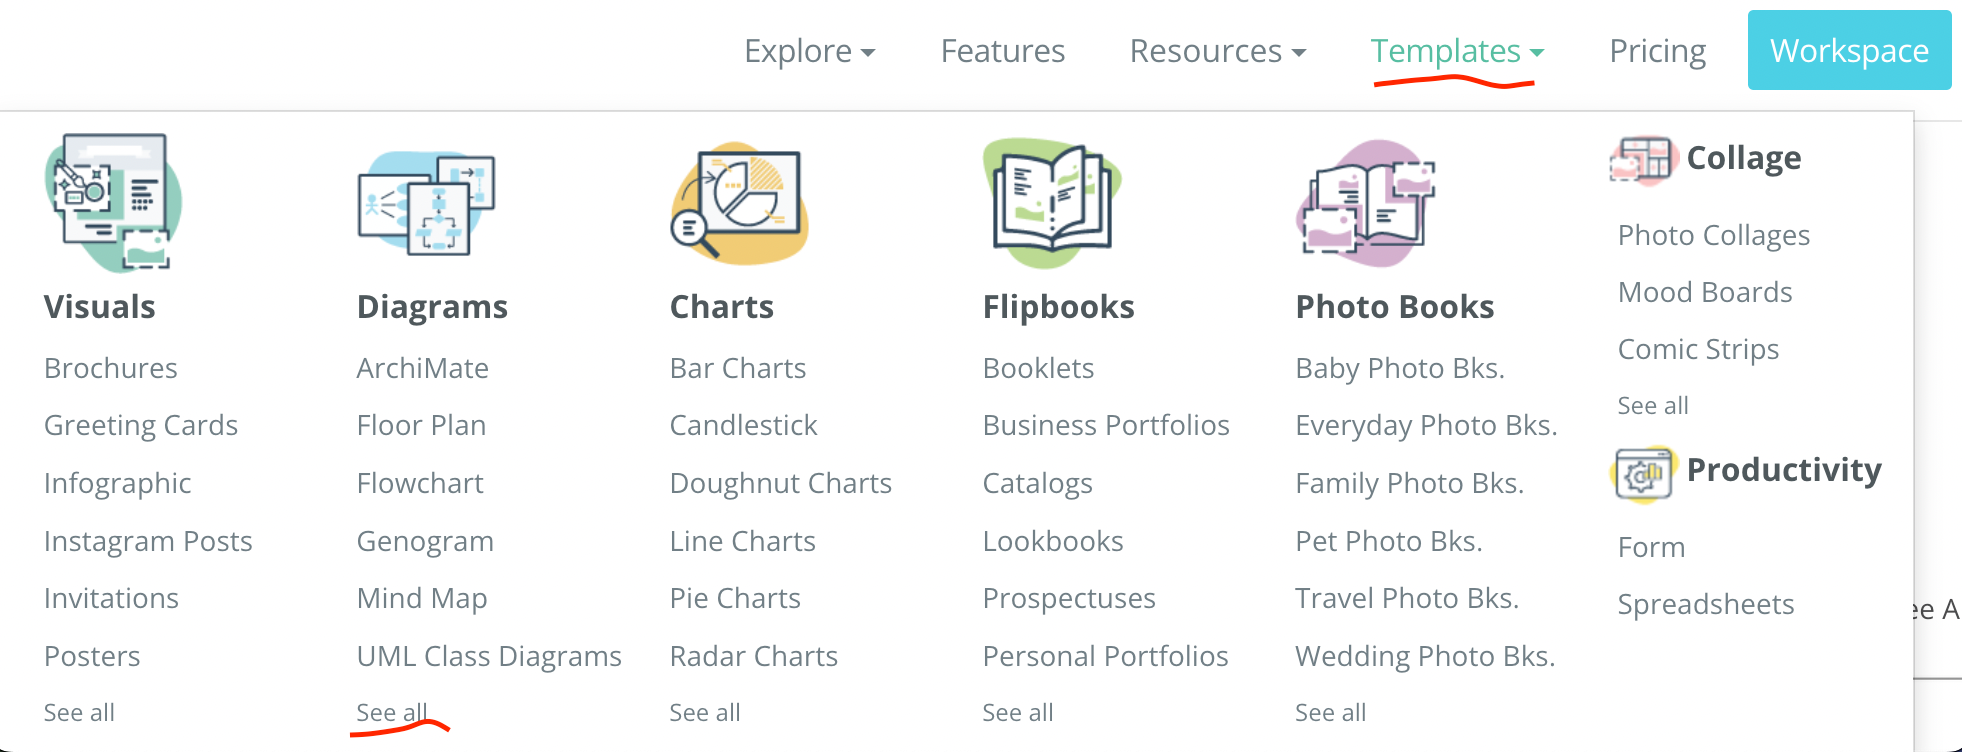 Explore Features Resources Templates Pricing Workspace
Visuals
Brochures
Greeting Cards
Infographic
Instagram Posts
Invitations
Posters
See all
Diagrams
ArchiMate
Floor Plan
Flowchart
Genogram
Mind Map
UML Class Diagrams
See all
Charts
Bar Charts
Candlestick
Doughnut Charts
Line Charts
Pie Charts
Radar Charts
See all
Flipbooks
Booklets
Business Portfolios
Catalogs
Lookbooks
Prospectuses
Personal Portfolios
See all
Photo Books
Baby Photo Bks.
Everyday Photo Bks.
Family Photo Bks.
Pet Photo Bks.
Travel Photo Bks.
Wedding Photo Bks.
See all
Collage
Photo Collages
Mood Boards
Comic Strips
See all
Productivity
Form
Spreadsheets